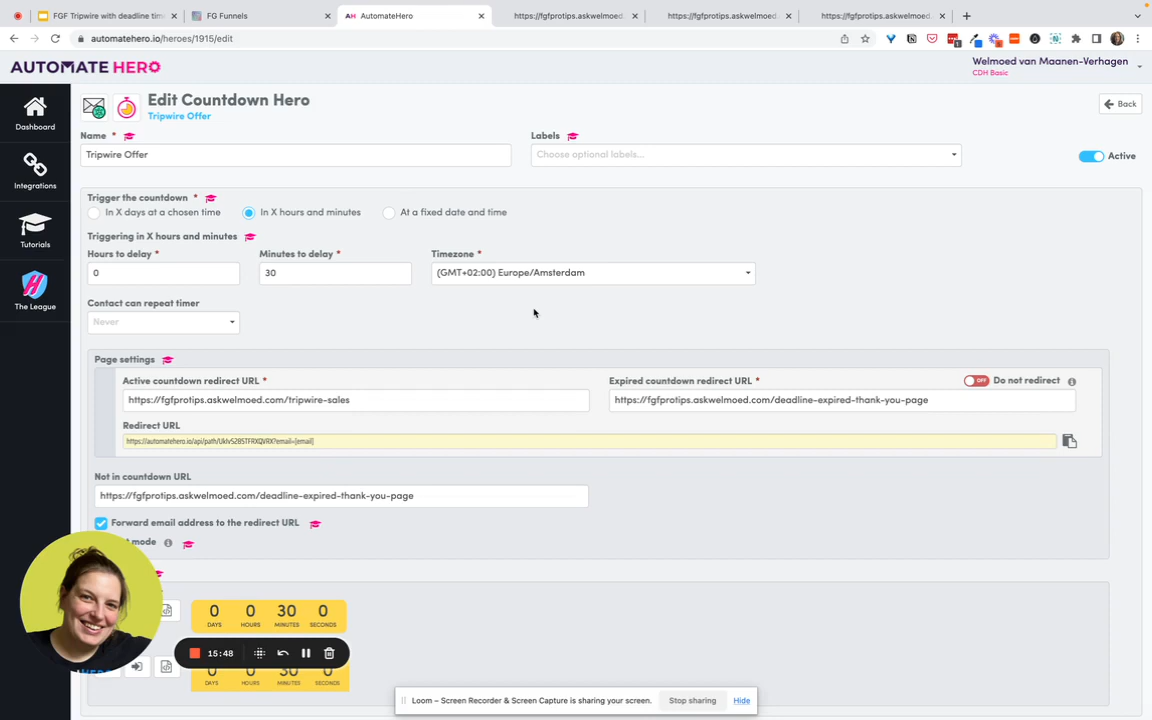 FGF Tripwire with deadline tim
FG Funnels
AutomateHero
https://fgfprotips.askwelmoed.
https://fgfprotips.askwelmoed.
https://fgfprotips.askwelmoed.
automatehero.io/heroes/1915/edit
AUTOMATE HERO
Welmoed van Maanen-Verhagen
CDH Basic
Dashboard
Integrations
Tutorials
The League
Edit Countdown Hero
Tripwire Offer
Back
Name *
Labels
Tripwire Offer
Choose optional labels...
Active
Trigger the countdown *
In X days at a chosen time
In X hours and minutes
At a fixed date and time
Triggering in X hours and minutes
Hours to delay *
Minutes to delay *
Timezone *
0
30
(GMT+02:00) Europe/Amsterdam
Contact can repeat timer
Never
Page settings
Active countdown redirect URL *
Expired countdown redirect URL *
OFF
Do not redirect
https://fgfprotips.askwelmoed.com/tripwire-sales
https://fgfprotips.askwelmoed.com/deadline-expired-thank-you-page
Redirect URL
Not in countdown URL
https://fgfprotips.askwelmoed.com/deadline-expired-thank-you-page
Forward email address to the redirect URL
mode
0 0 30 0
DAYS HOURS MINUTES SECONDS
15:48
0 0 30 0
DAYS HOURS MINUTES SECONDS
Loom – Screen Recorder & Screen Capture is sharing your screen.
Stop sharing
Hide